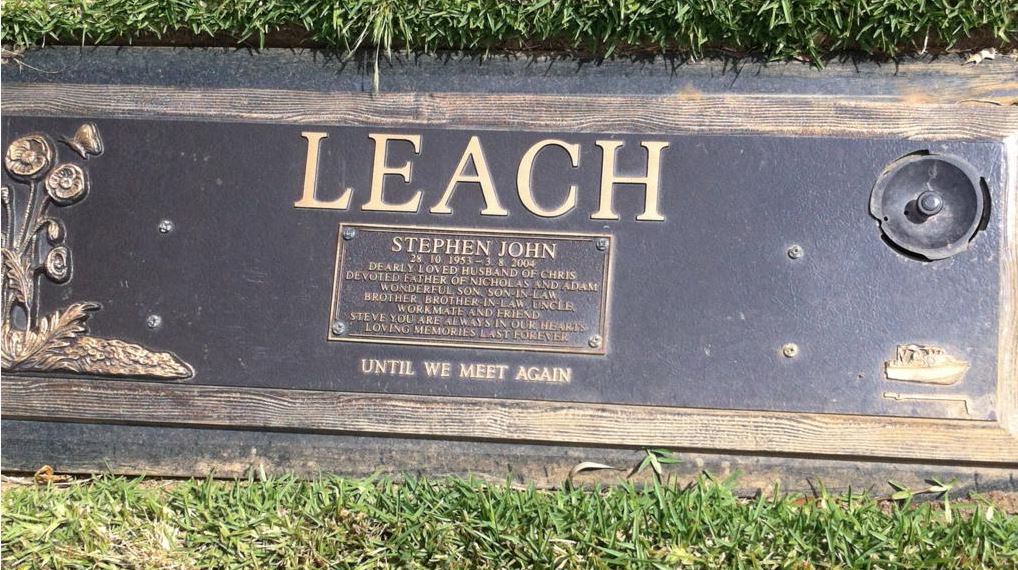 LEACH
STEPHEN JOHN
28. 10. 1953 – 3. 8. 2004
DEARLY LOVED HUSBAND OF CHRIS
DEVOTED FATHER OF NICHOLAS AND ADAM
WONDERFUL SON, SON-IN-LAW,
BROTHER, BROTHER-IN-LAW, UNCLE,
WORKMATE AND FRIEND
STEVE YOU ARE ALWAYS IN OUR HEARTS
LOVING MEMORIES LAST FOREVER
UNTIL WE MEET AGAIN